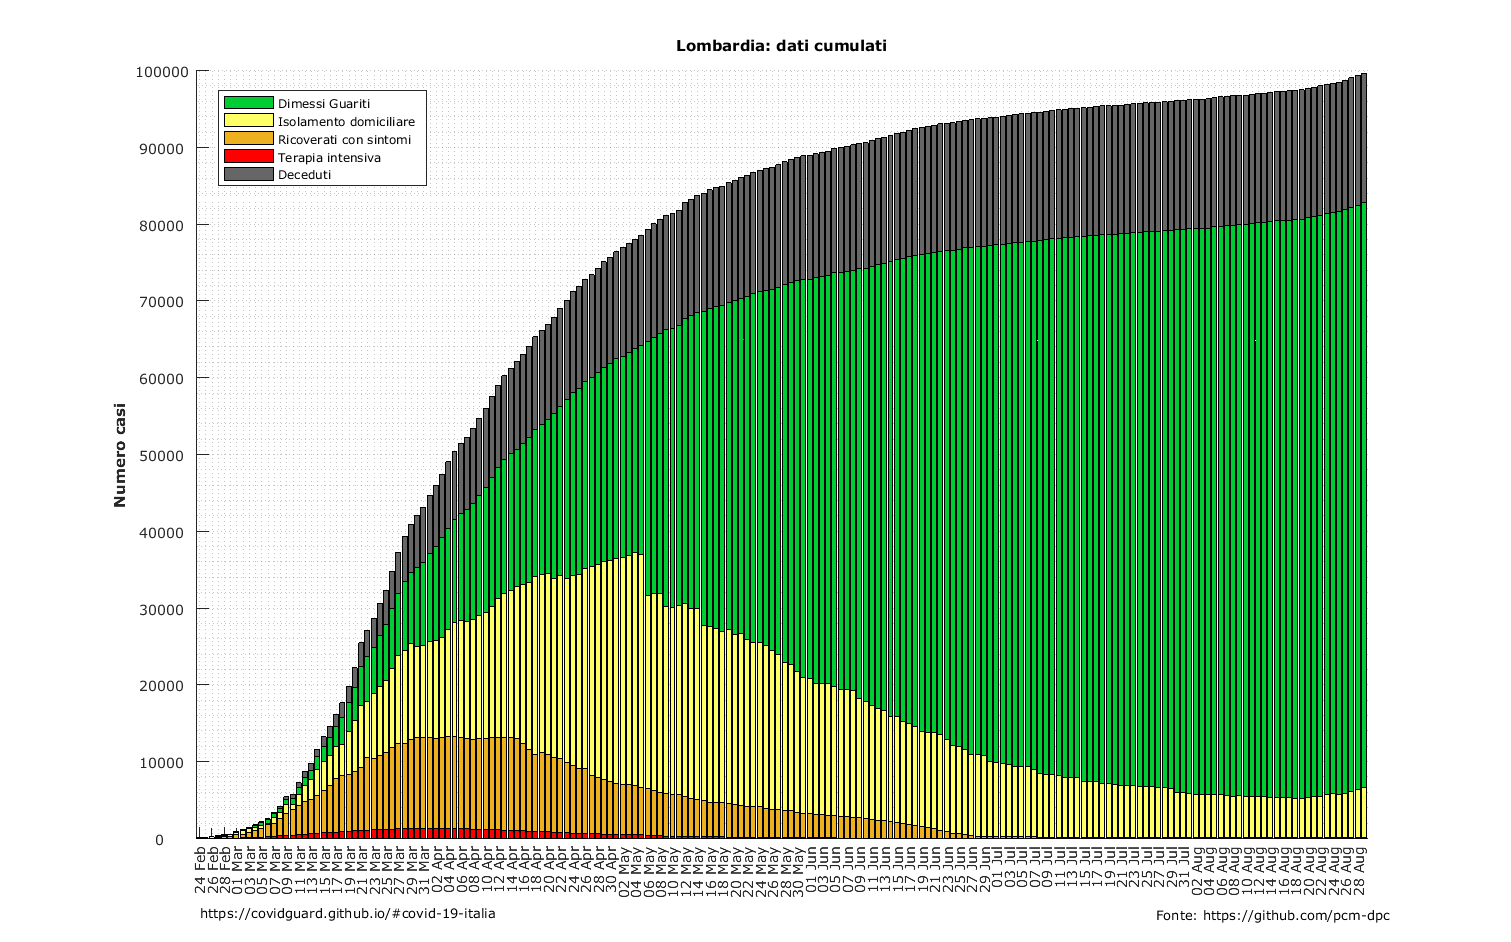 Lombardia: dati cumulati
100000
90000
80000
70000
60000
50000
40000
30000
20000
10000
0
Numero casi
Dimessi Guariti
Isolamento domiciliare
Ricoverati con sintomi
Terapia intensiva
Deceduti
24 Feb
26 Feb
28 Feb
01 Mar
03 Mar
05 Mar
07 Mar
09 Mar
11 Mar
13 Mar
15 Mar
17 Mar
19 Mar
21 Mar
23 Mar
25 Mar
27 Mar
29 Mar
31 Mar
02 Apr
04 Apr
06 Apr
08 Apr
10 Apr
12 Apr
14 Apr
16 Apr
18 Apr
20 Apr
22 Apr
24 Apr
26 Apr
28 Apr
30 Apr
02 May
04 May
06 May
08 May
10 May
12 May
14 May
16 May
18 May
20 May
22 May
24 May
26 May
28 May
30 May
01 Jun
03 Jun
05 Jun
07 Jun
09 Jun
11 Jun
13 Jun
15 Jun
17 Jun
19 Jun
21 Jun
23 Jun
25 Jun
27 Jun
29 Jun
01 Jul
03 Jul
05 Jul
07 Jul
09 Jul
11 Jul
13 Jul
15 Jul
17 Jul
19 Jul
21 Jul
23 Jul
25 Jul
27 Jul
29 Jul
31 Jul
02 Aug
04 Aug
06 Aug
08 Aug
10 Aug
12 Aug
14 Aug
16 Aug
18 Aug
20 Aug
22 Aug
24 Aug
26 Aug
28 Aug
https://covidguard.github.io/#covid-19-italia
Fonte: https://github.com/pcm-dpc